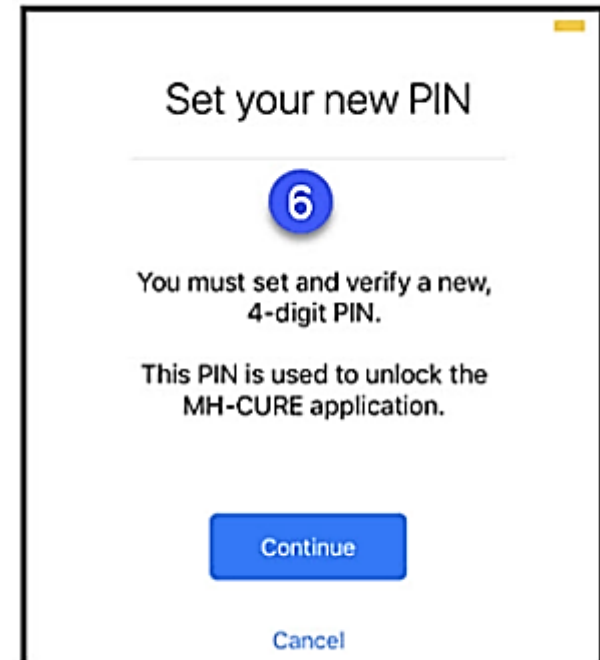 Set your new PIN
6
You must set and verify a new,
4-digit PIN.
This PIN is used to unlock the
MH-CURE application.
Continue
Cancel